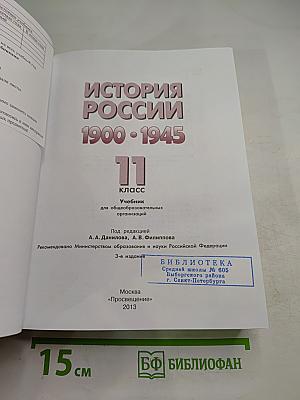 ИСТОРИЯ
РОССИИ
1900 • 1945
11
класс
Учебник
для общеобразовательных
организаций
Под редакцией
А. А. Данилова, А. В. Филиппова
Рекомендовано Министерством образования и науки Российской Федерации
3-е издание
БИБЛИОТЕКА
Средней школы № 605
Выборгского района
г. Санкт-Петербурга
Москва
«Просвещение»
2013
15 см
БФ БИБЛИОФАН